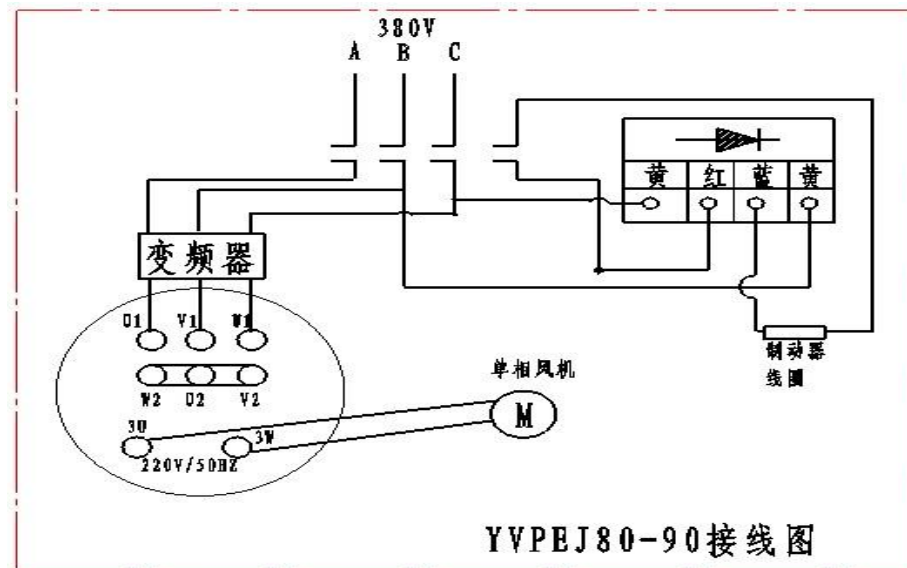 380V
A B C
黄 红 蓝 黄
变频器
U1 V1 W1
制动器
线圈
单相风机
W2 U2 V2
M
3U 3W
220V/50HZ
YVPEJ80-90接线图